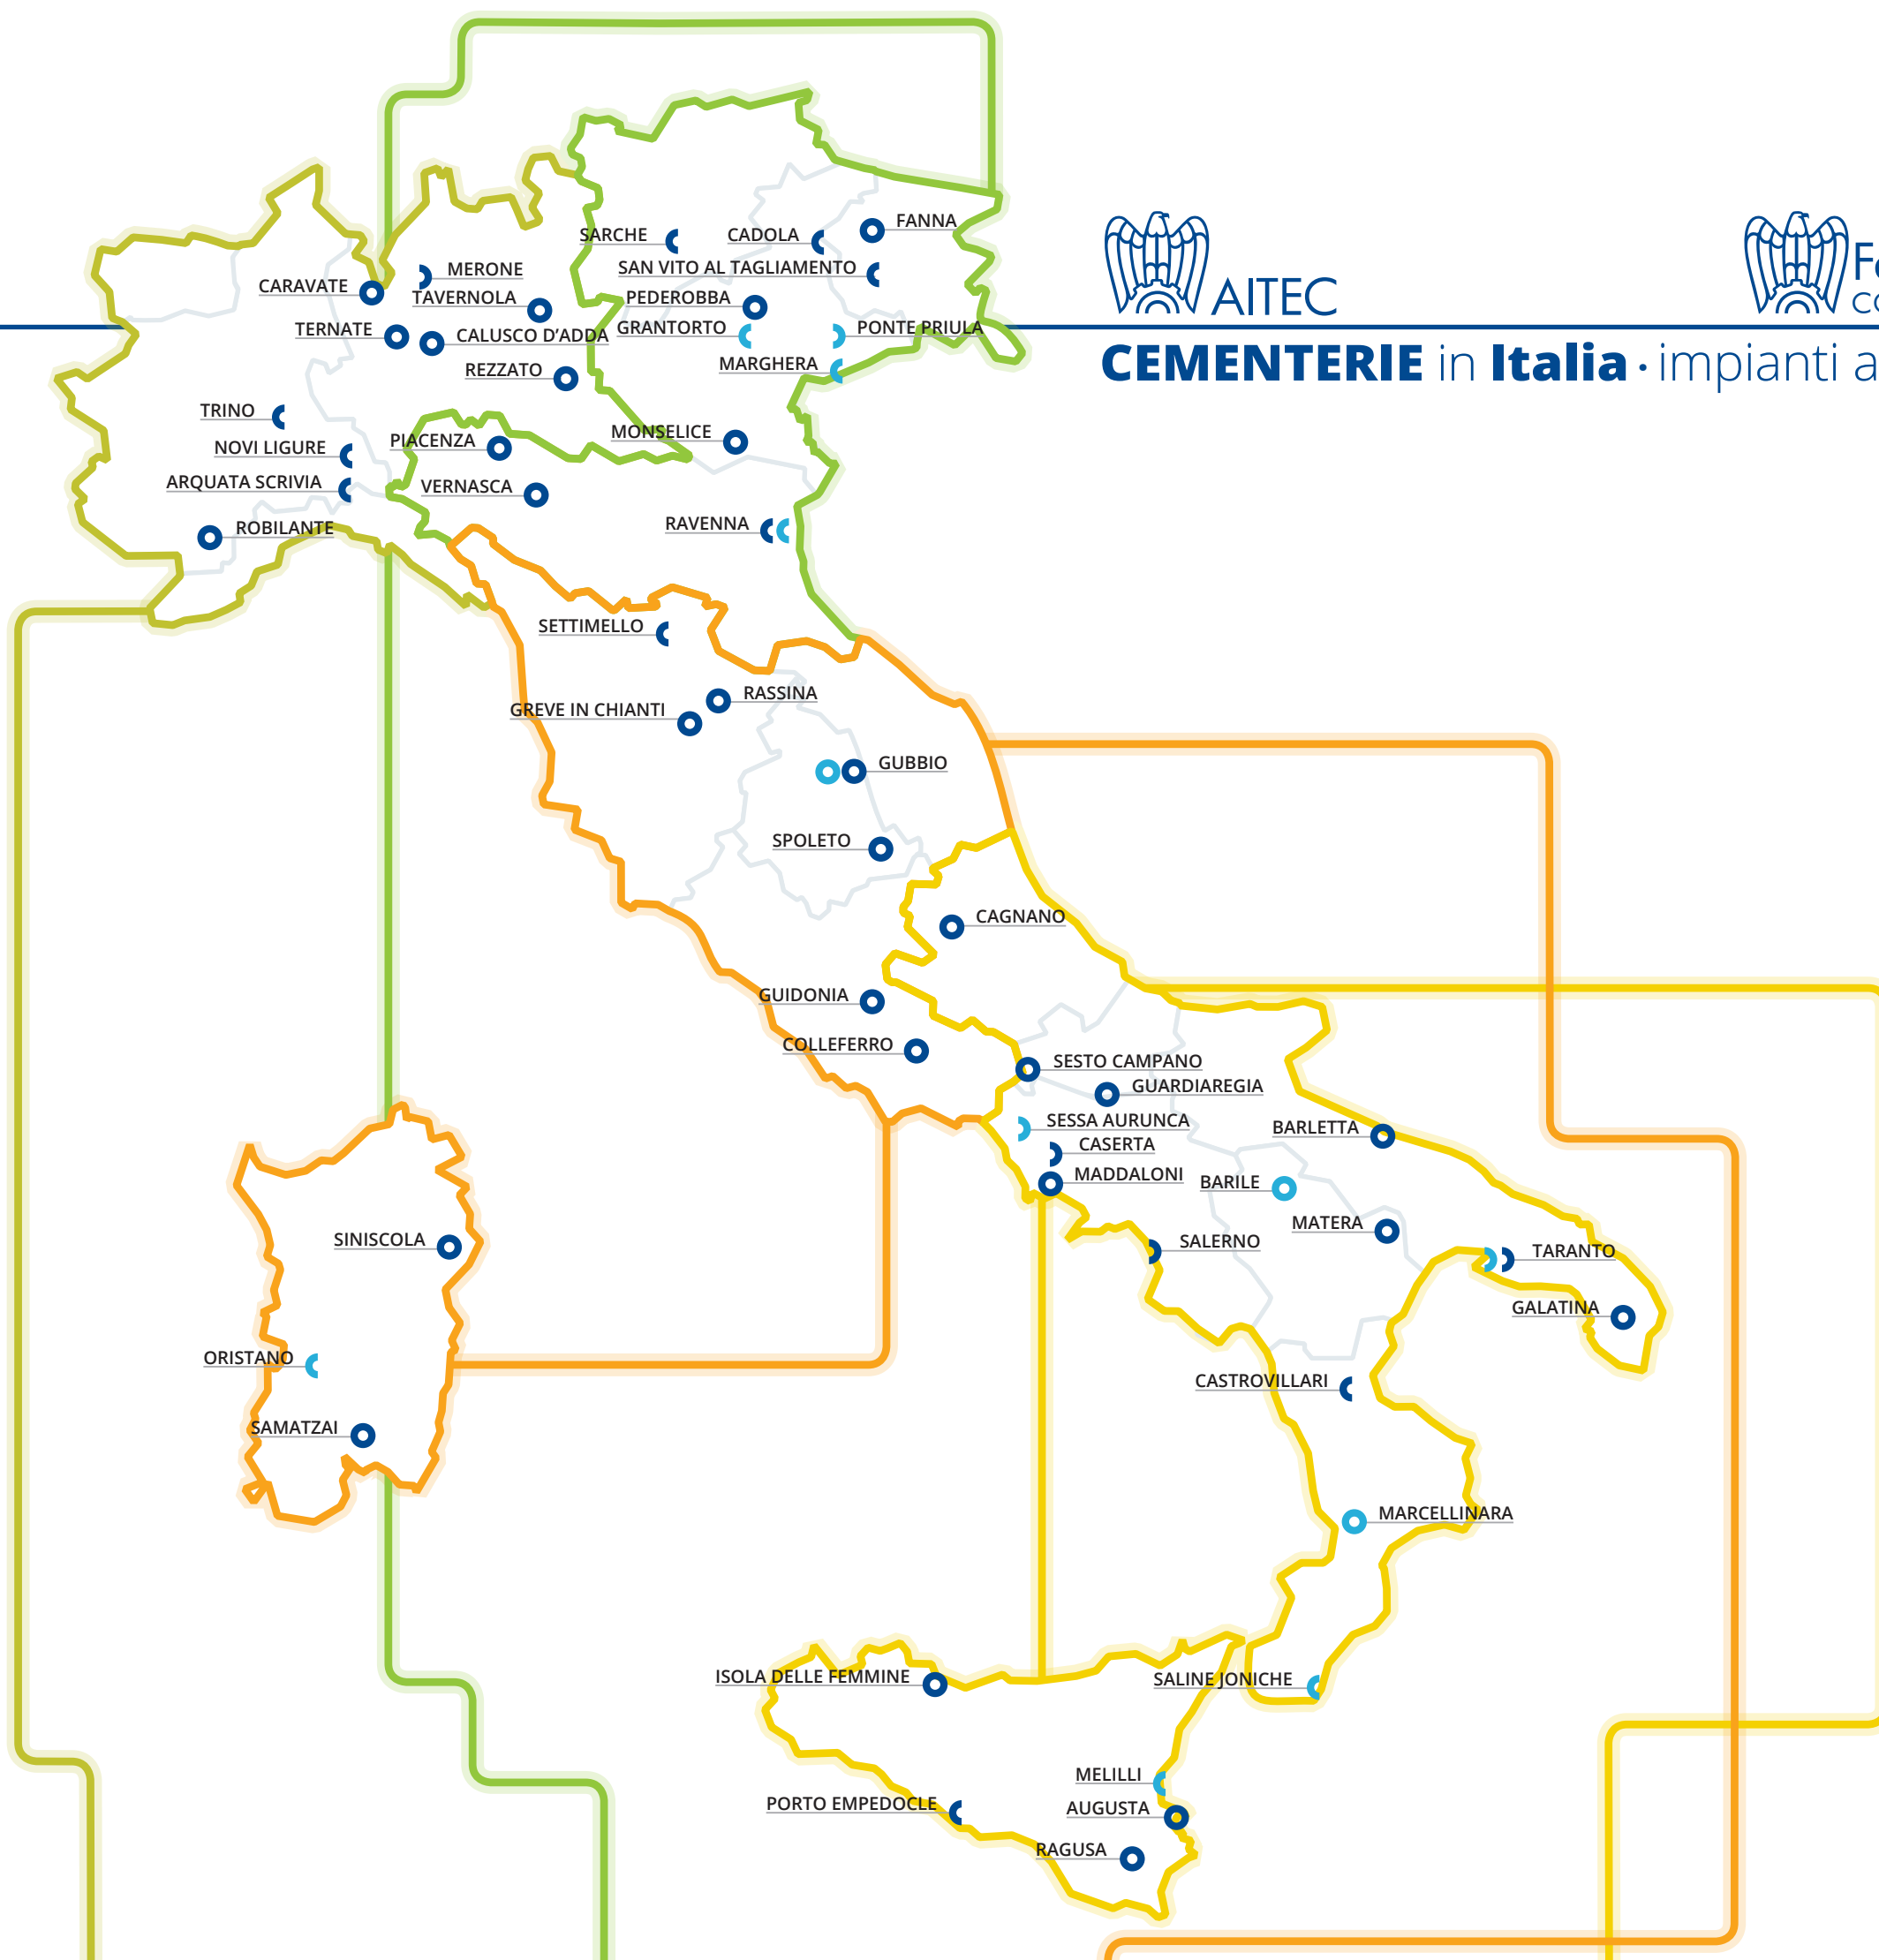 AITEC
CEMENTERIE in Italia • impianti a
SARCHE
CADOLA
FANNA
MERONE
SAN VITO AL TAGLIAMENTO
CARAVATE
TAVERNOLA
PEDEROBBA
TERNATE
CALUSCO D'ADDA
GRANTORTO
PONTE PRIULA
REZZATO
MARGHERA
TRINO
NOVI LIGURE
PIACENZA
MONSELICE
ARQUATA SCRIVIA
VERNASCA
ROBILANTE
RAVENNA
SETTIMELLO
RASSINA
GREVE IN CHIANTI
GUBBIO
SPOLETO
CAGNANO
GUIDONIA
COLLEFERRO
SESTO CAMPANO
GUARDIAREGIA
SESSA AURUNCA
BARLETTA
CASERTA
MADDALONI
BARILE
MATERA
SINISCOLA
SALERNO
TARANTO
GALATINA
ORISTANO
CASTROVILLARI
SAMATZAI
MARCELLINARA
ISOLA DELLE FEMMINE
SALINE JONICHE
MELILLI
PORTO EMPEDOCLE
AUGUSTA
RAGUSA